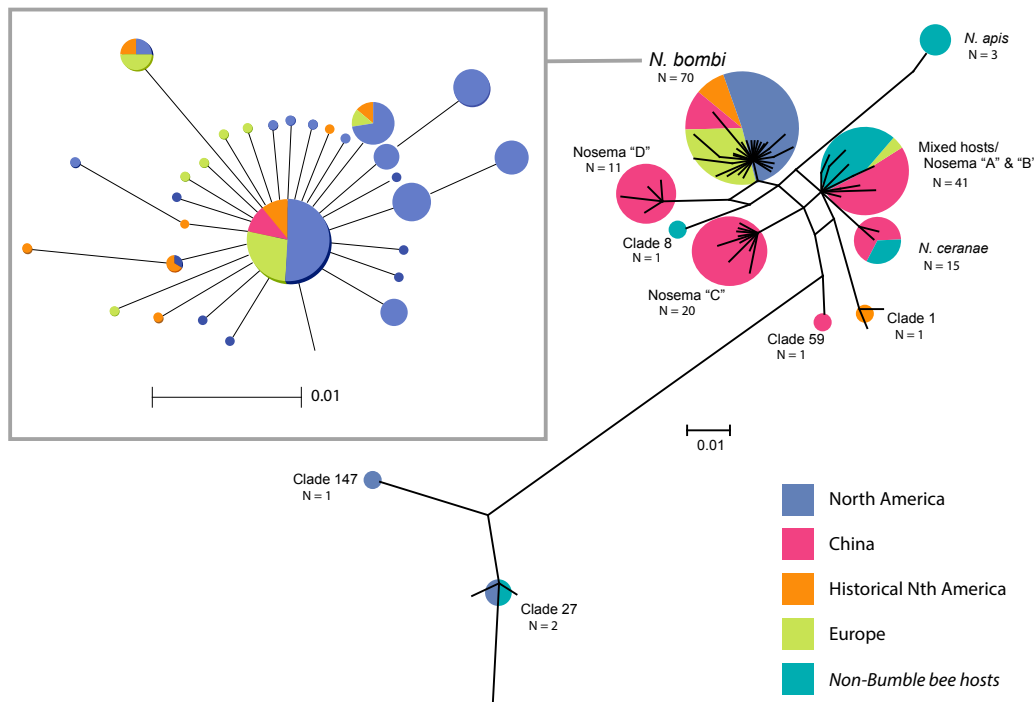 N. bombi
N = 70
N. apis
N = 3
Mixed hosts/
Nosema “A” & “B”
N = 41
Nosema “D”
N = 11
Clade 8
N = 1
N. ceranae
N = 15
Nosema “C”
N = 20
Clade 59
N = 1
Clade 1
N = 1
0.01
0.01
Clade 147
N = 1
Clade 27
N = 2
North America
China
Historical Nth America
Europe
Non-Bumble bee hosts